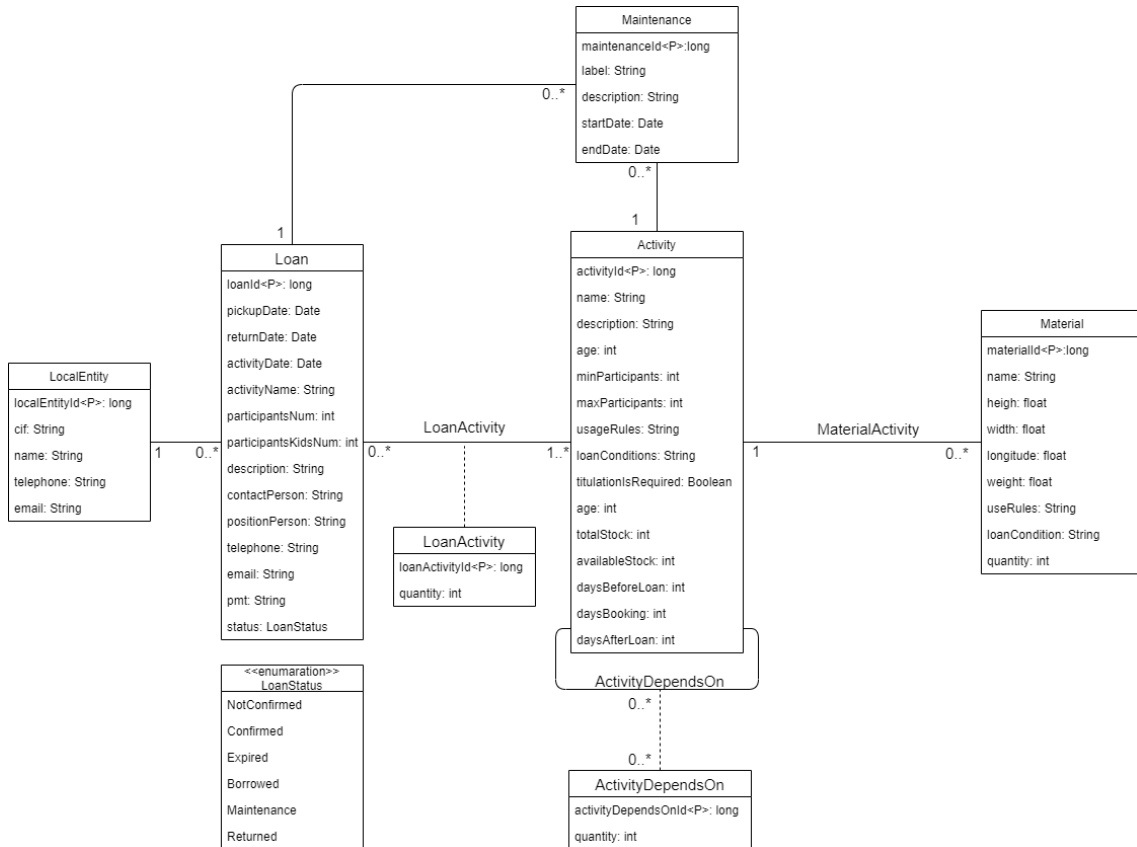 Maintenance
maintenanceId<P>:long
label: String
description: String
startDate: Date
endDate: Date
0..*
0..*
1
1
Loan
loanId<P>: long
pickupDate: Date
returnDate: Date
activityDate: Date
activityName: String
participantsNum: int
participantsKidsNum: int
description: String
contactPerson: String
positionPerson: String
telephone: String
email: String
pmt: String
status: LoanStatus
Activity
activityId<P>: long
name: String
description: String
age: int
minParticipants: int
maxParticipants: int
usageRules: String
loanConditions: String
titulationIsRequired: Boolean
age: int
totalStock: int
availableStock: int
daysBeforeLoan: int
daysBooking: int
daysAfterLoan: int
Material
materialId<P>:long
name: String
heigh: float
width: float
longitude: float
weight: float
useRules: String
loanCondition: String
quantity: int
LocalEntity
localEntityId<P>: long
cif: String
name: String
telephone: String
email: String
1
0..*
LoanActivity
0..*
1..*
MaterialActivity
1
0..*
LoanActivity
loanActivityId<P>: long
quantity: int
<<enumaration>>
LoanStatus
NotConfirmed
Confirmed
Expired
Borrowed
Maintenance
Returned
ActivityDependsOn
0..*
0..*
ActivityDependsOn
activityDependsOnId<P>: long
quantity: int